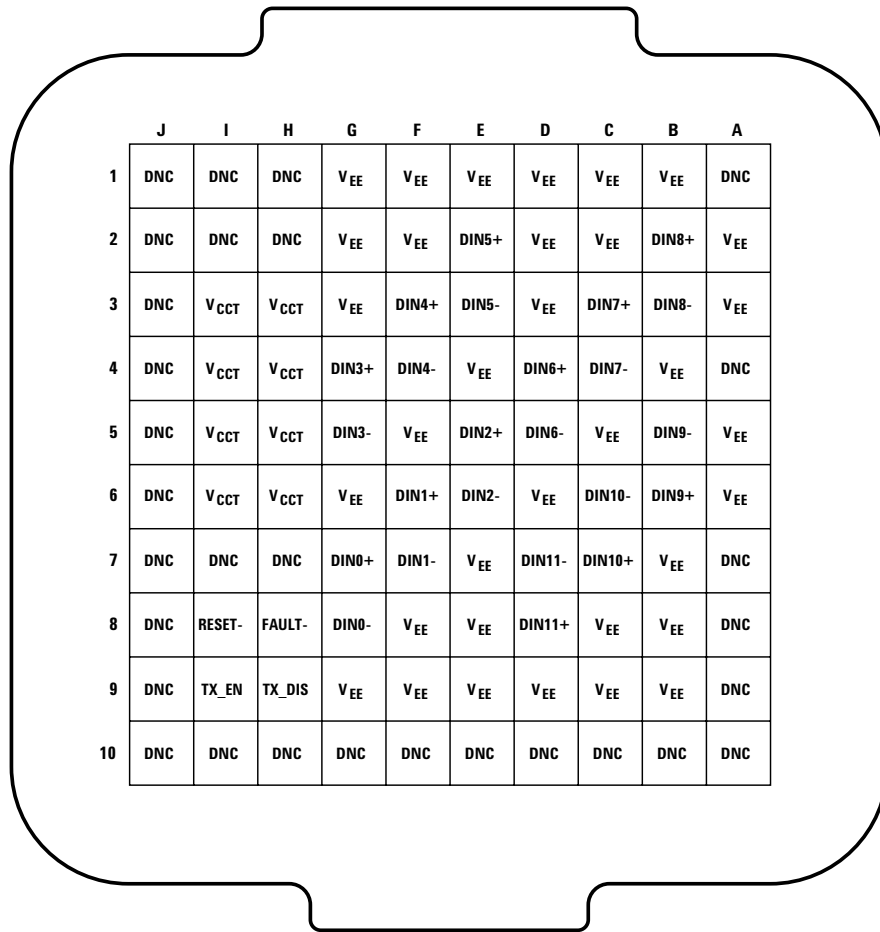 J I H G F E D C B A
1 DNC DNC DNC VEE VEE VEE VEE VEE VEE DNC
2 DNC DNC DNC VEE VEE DIN5+ VEE VEE DIN8+ VEE
3 DNC VCCT VCCT VEE DIN4+ DIN5- VEE DIN7+ DIN8- VEE
4 DNC VCCT VCCT DIN3+ DIN4- VEE DIN6+ DIN7- VEE DNC
5 DNC VCCT VCCT DIN3- VEE DIN2+ DIN6- VEE DIN9- VEE
6 DNC VCCT VCCT VEE DIN1+ DIN2- VEE DIN10- DIN9+ VEE
7 DNC DNC DNC DIN0+ DIN1- VEE DIN11- DIN10+ VEE DNC
8 DNC RESET- FAULT- DIN0- VEE VEE DIN11+ VEE VEE DNC
9 DNC TX_EN TX_DIS VEE VEE VEE VEE VEE VEE DNC
10 DNC DNC DNC DNC DNC DNC DNC DNC DNC DNC